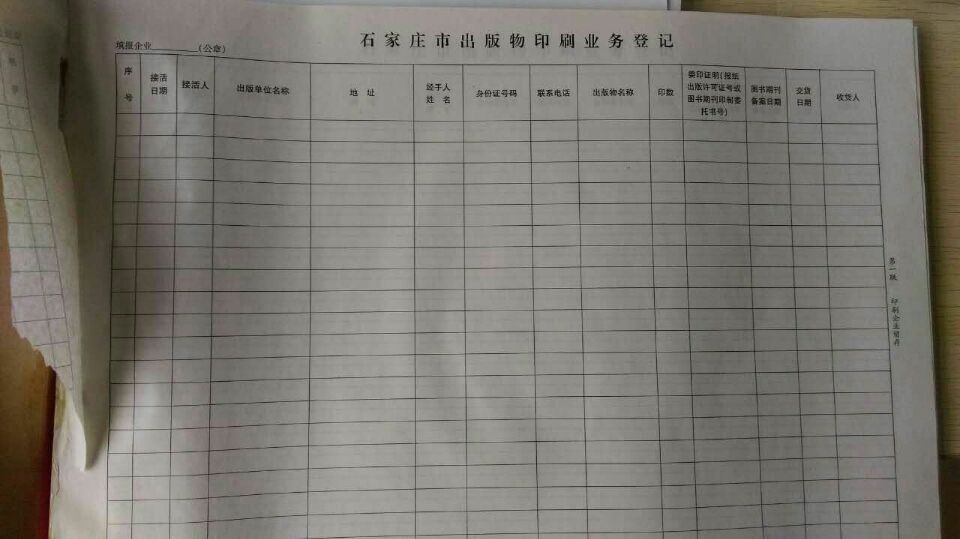 石家庄市出版物印刷业务登记
填报企业________(公章)
序号
接活日期
接活人
出版单位名称
地 址
经手人姓名
身份证号码
联系电话
出版物名称
印数
委印证明(报纸
出版许可证号或
图书期刊印制委
托书号)
图书期刊
备案日期
交货日期
收货人
第一联 印刷企业留存